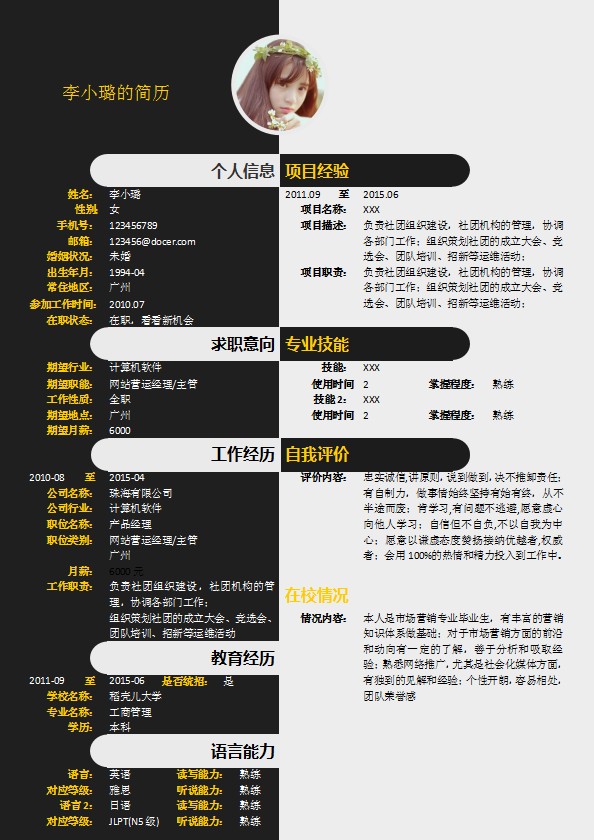 李小璐的简历
个人信息
姓名： 李小璐
性别 女
手机号： 123456789
邮箱： 123456@docer.com
婚姻状况： 未婚
出生年月： 1994-04
常住地区： 广州
参加工作时间： 2010.07
在职状态： 在职，看看新机会
求职意向
期望行业： 计算机软件
期望职能： 网站营运经理/主管
工作性质： 全职
期望地点： 广州
期望月薪： 6000
工作经历
2010-08 至 2015-04
公司名称： 珠海有限公司
公司行业： 计算机软件
职位名称： 产品经理
职位类别： 网站营运经理/主管
广州
月薪： 6000 元
工作职责： 负责社团组织建设，社团机构的管
理，协调各部门工作；
组织策划社团的成立大会、竞选会、
团队培训、招新等运维活动
教育经历
2011-09 至 2015-06 是否统招： 是
学校名称： 稻壳儿大学
专业名称： 工商管理
学历： 本科
语言能力
语言： 英语 读写能力： 熟练
对应等级： 雅思 听说能力： 熟练
语言 2： 日语 读写能力： 熟练
对应等级： JLPT(N5 级) 听说能力： 熟练
项目经验
2011.09 至 2015.06
项目名称： XXX
项目描述： 负责社团组织建设，社团机构的管理，协调
各部门工作；组织策划社团的成立大会、竞
选会、团队培训、招新等运维活动；
项目职责： 负责社团组织建设，社团机构的管理，协调
各部门工作；组织策划社团的成立大会、竞
选会、团队培训、招新等运维活动；
专业技能
技能： XXX
使用时间 2 掌握程度： 熟练
技能 2： XXX
使用时间 2 掌握程度： 熟练
自我评价
评价内容： 忠实诚信,讲原则，说到做到，决不推卸责任；
有自制力，做事情始终坚持有始有终，从不
半途而废；肯学习,有问题不逃避,愿意虚心
向他人学习；自信但不自负,不以自我为中
心；愿意以谦虚态度赞扬接纳优越者,权威
者；会用 100%的热情和精力投入到工作中。
在校情况
情况内容： 本人是市场营销专业毕业生，有丰富的营销
知识体系做基础；对于市场营销方面的前沿
和动向有一定的了解，善于分析和吸取经
验；熟悉网络推广，尤其是社会化媒体方面，
有独到的见解和经验；个性开朗，容易相处，
团队荣誉感